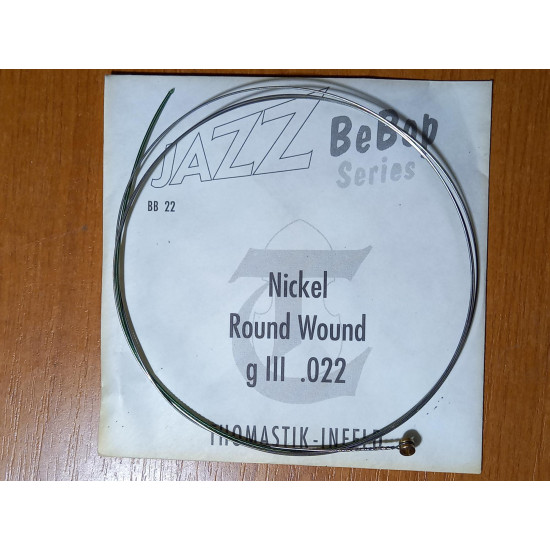 JAZZ BeBop
Series
BB 22
Nickel
Round Wound
g III .022
THOMASTIK-INFELD